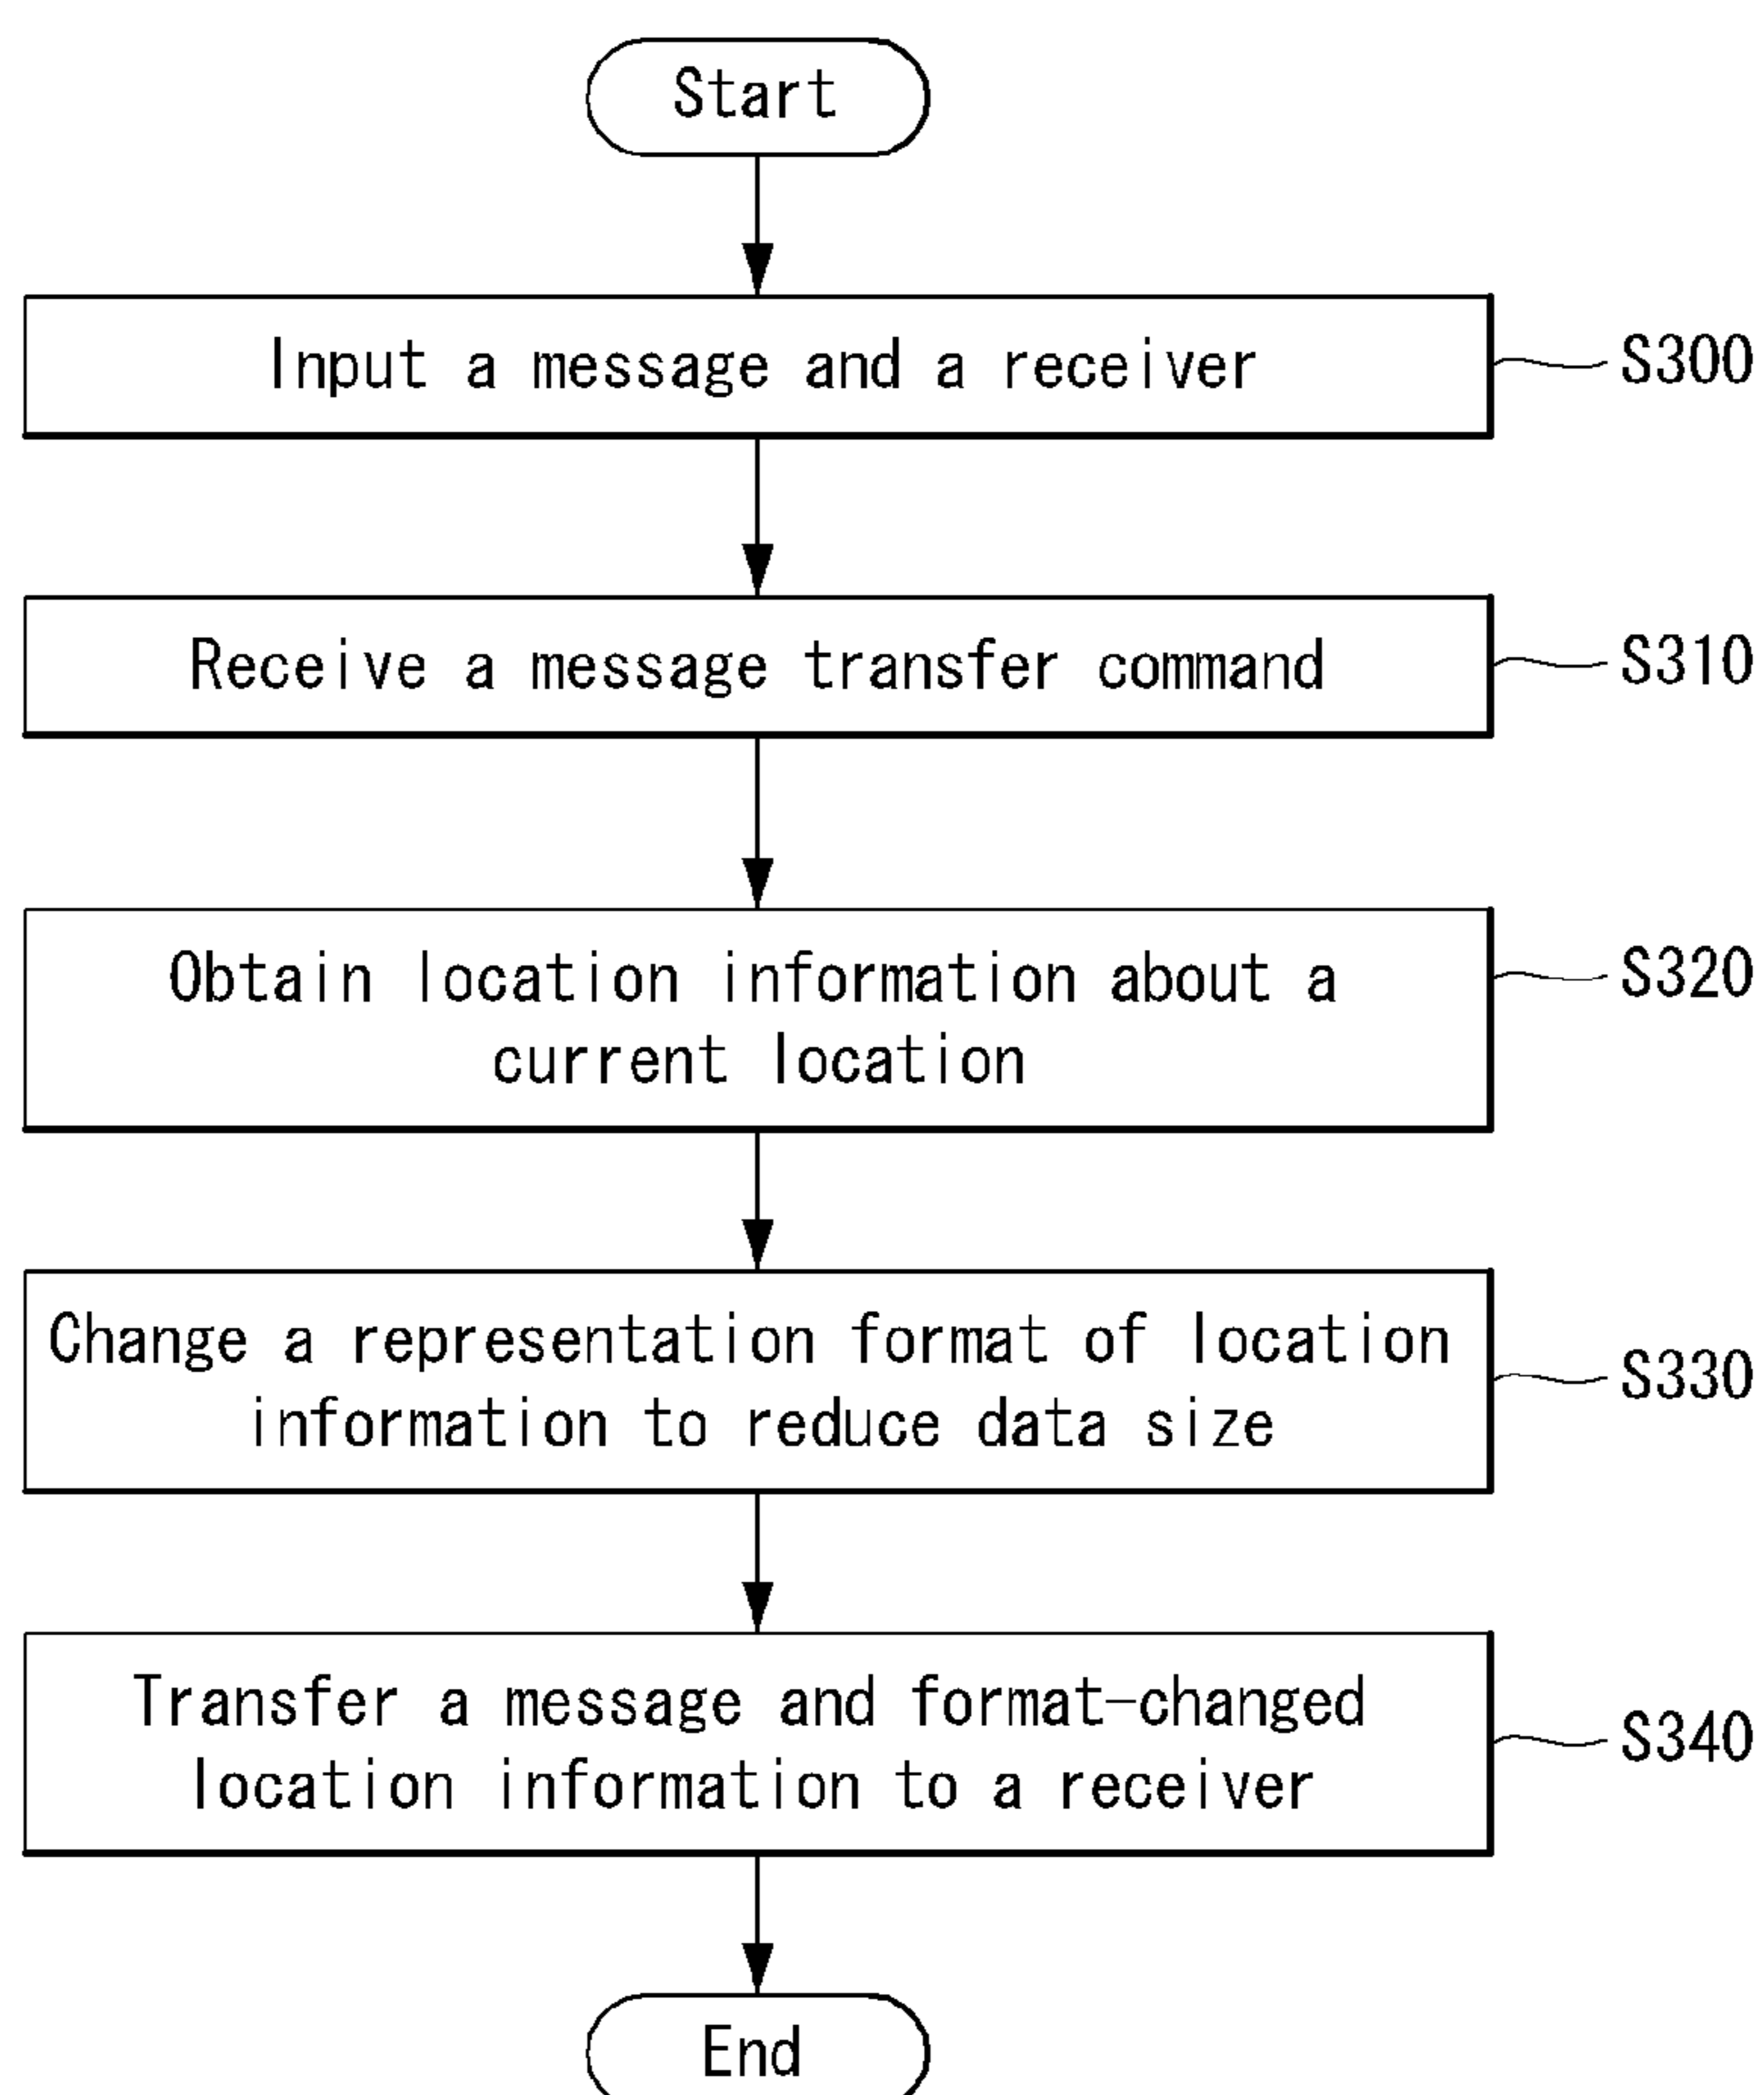 Start
Input a message and a receiver
S300
Receive a message transfer command
S310
Obtain location information about a
current location
S320
Change a representation format of location
information to reduce data size
S330
Transfer a message and format-changed
location information to a receiver
S340
End